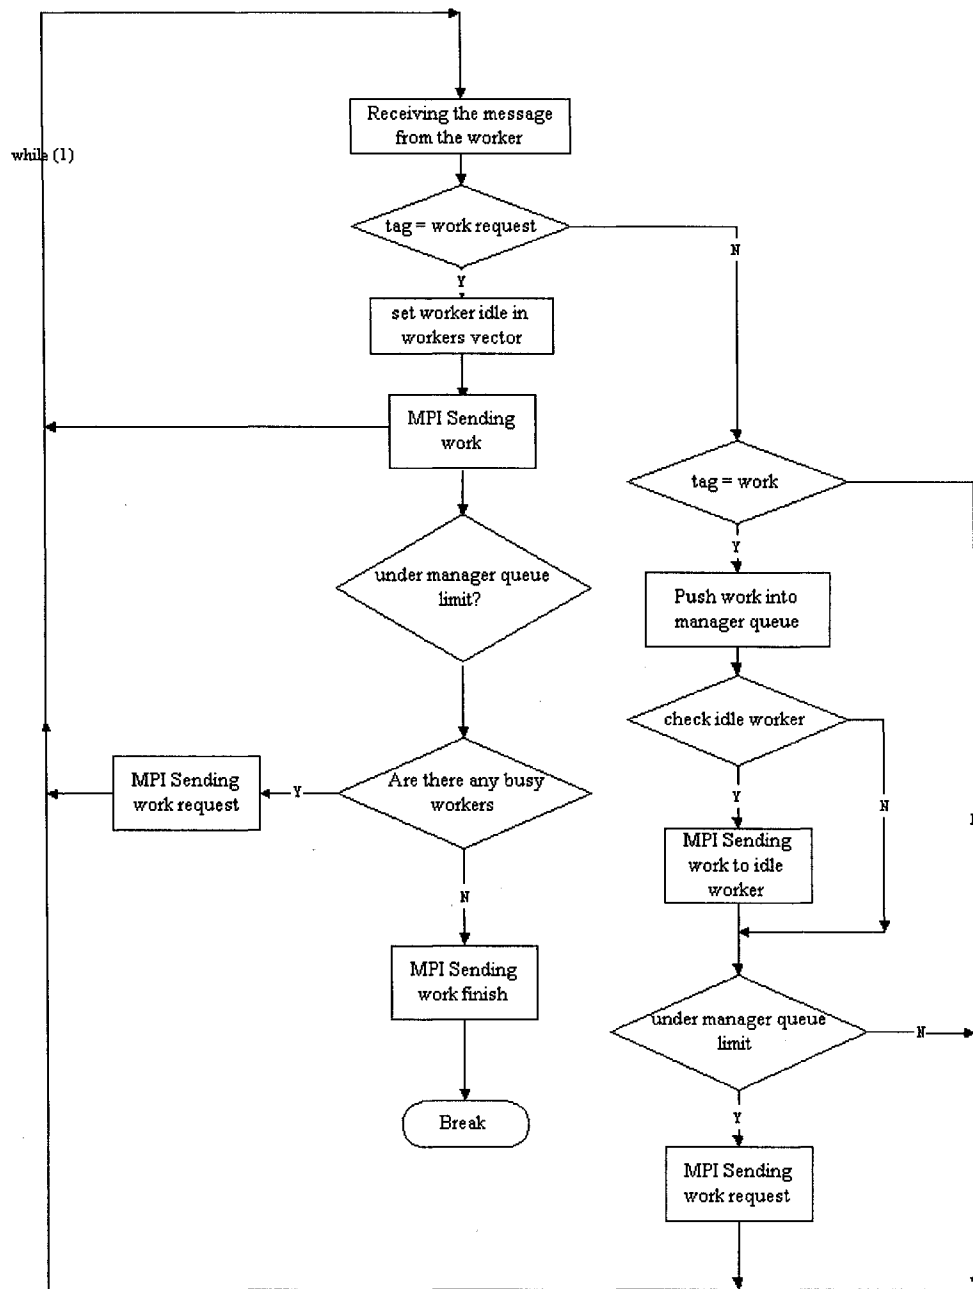 Receiving the message
from the worker
while (1)
tag = work request
N
Y
set worker idle in
workers vector
MPI Sending
work
tag = work
Y
under manager queue
limit?
Push work into
manager queue
check idle worker
Are there any busy
workers
Y
MPI Sending
work request
Y
N
MPI Sending
work to idle
worker
N
MPI Sending
work finish
under manager queue
limit
N
Y
Break
MPI Sending
work request